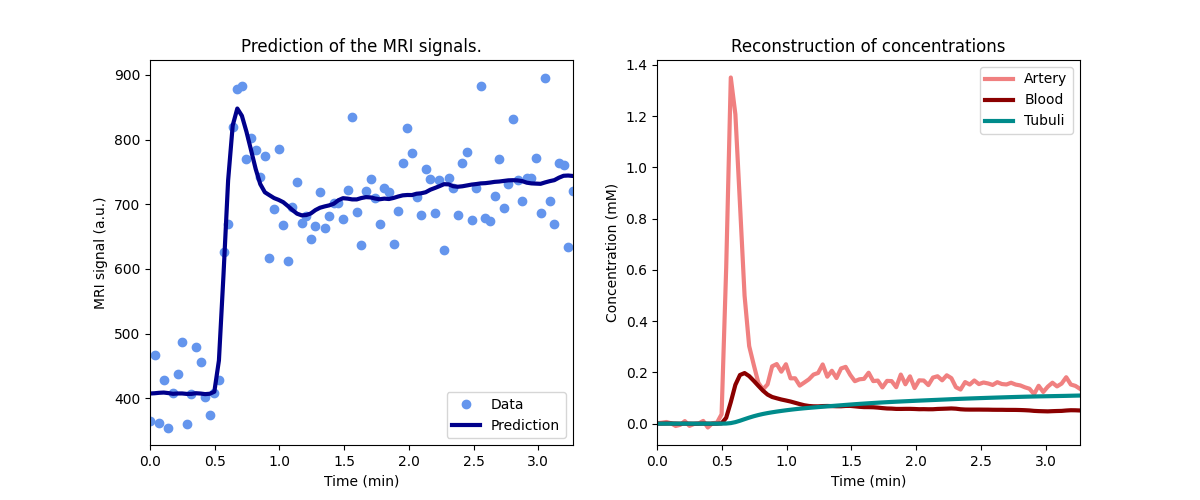 Prediction of the MRI signals.
900
800
700
600
500
400
MRI signal (a.u.)
0.0 0.5 1.0 1.5 2.0 2.5 3.0
Time (min)
Data
Prediction
Reconstruction of concentrations
1.4
1.2
1.0
0.8
0.6
0.4
0.2
0.0
Concentration (mM)
0.0 0.5 1.0 1.5 2.0 2.5 3.0
Time (min)
Artery
Blood
Tubuli